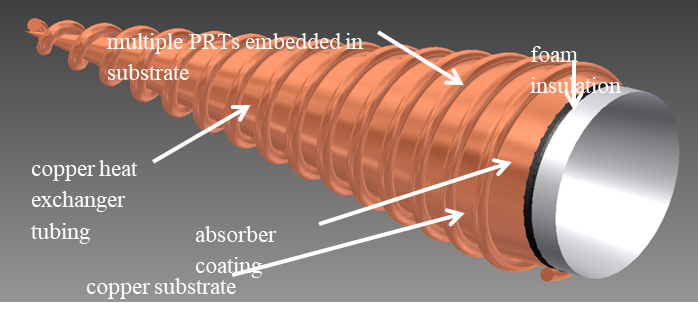 multiple PRTs embedded in
substrate
foam
insulation
copper heat
exchanger
tubing
absorber
coating
copper substrate